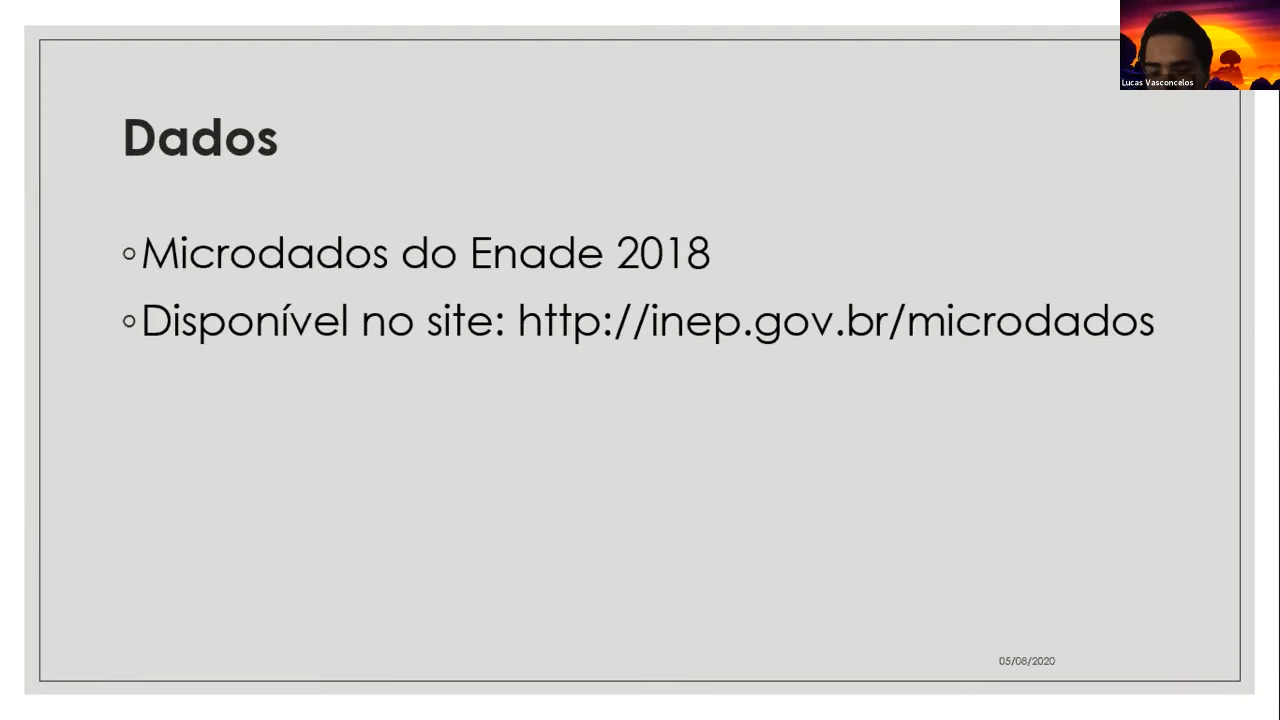 Lucas Vasconcelos
Dados
◦Microdados do Enade 2018
◦Disponível no site: http://inep.gov.br/microdados
05/08/2020